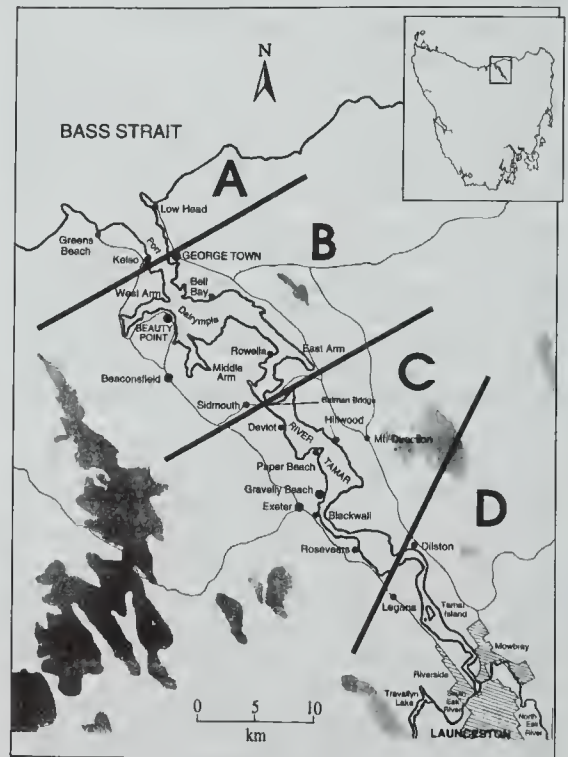 N
BASS STRAIT
A
Low Head
B
Greens
Beach
Port
Kelso
GEORGE TOWN
West Arm
Bell
Bay
Dalrymple
BEAUTY
POINT
Rowella
East Arm
Middle
Arm
Beaconsfield
C
Sidmouth
Batman Bridge
Hillwood
Deviot
RIVER
TAMAR
Mt. Direction
Paper Beach
Gravelly Beach
Exeter
Blackwall
D
Rosevears
Dilston
Legana
Tamar
Island
Mowbray
Riverside
Trevallyn
Lake
South
Esk
River
North
Esk
River
LAUNCESTON
0 5 10
km